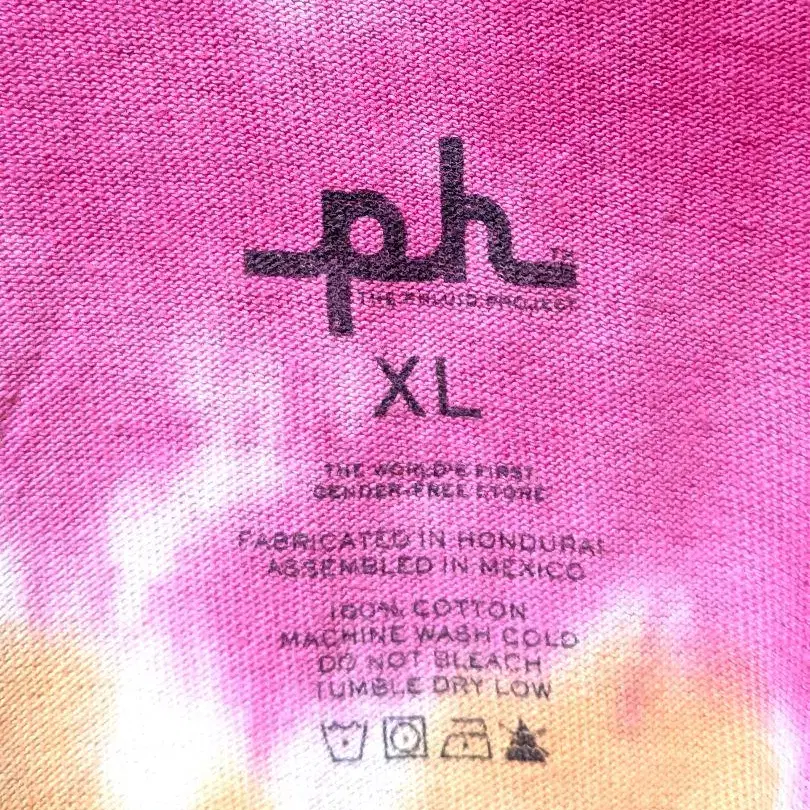 ph TM
THE PHLUID PROJECT
XL
THE WORLD'S FIRST
GENDER-FREE STORE
FABRICATED IN HONDURAS
ASSEMBLED IN MEXICO
100% COTTON
MACHINE WASH COLD
DO NOT BLEACH
TUMBLE DRY LOW